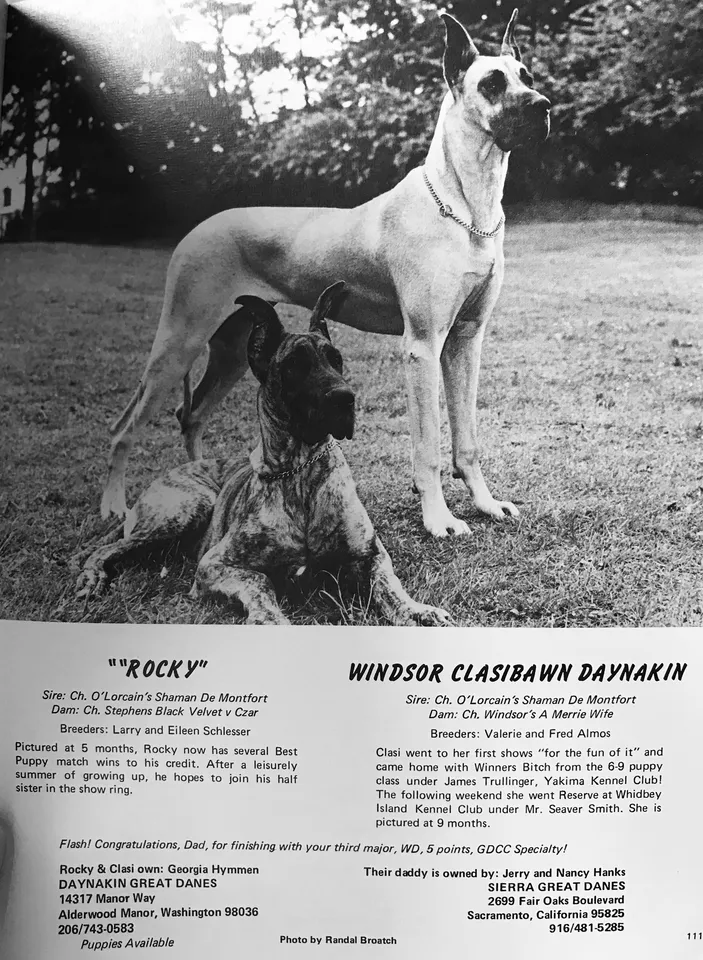 ""ROCKY"
Sire: Ch. O'Lorcain's Shaman De Montfort
Dam: Ch. Stephens Black Velvet v Czar
Breeders: Larry and Eileen Schlesser
Pictured at 5 months, Rocky now has several Best
Puppy match wins to his credit. After a leisurely
summer of growing up, he hopes to join his half
sister in the show ring.
WINDSOR CLASIBAWN DAYNAKIN
Sire: Ch. O'Lorcain's Shaman De Montfort
Dam: Ch. Windsor's A Merrie Wife
Breeders: Valerie and Fred Almos
Clasi went to her first shows "for the fun of it" and
came home with Winners Bitch from the 6-9 puppy
class under James Trullinger, Yakima Kennel Club!
The following weekend she went Reserve at Whidbey
Island Kennel Club under Mr. Seaver Smith. She is
pictured at 9 months.
Flash! Congratulations, Dad, for finishing with your third major, WD, 5 points, GDCC Specialty!
Rocky & Clasi own: Georgia Hymmen
DAYNAKIN GREAT DANES
14317 Manor Way
Alderwood Manor, Washington 98036
206/743-0583
Puppies Available
Their daddy is owned by: Jerry and Nancy Hanks
SIERRA GREAT DANES
2699 Fair Oaks Boulevard
Sacramento, California 95825
916/481-5285
Photo by Randal Broatch
111